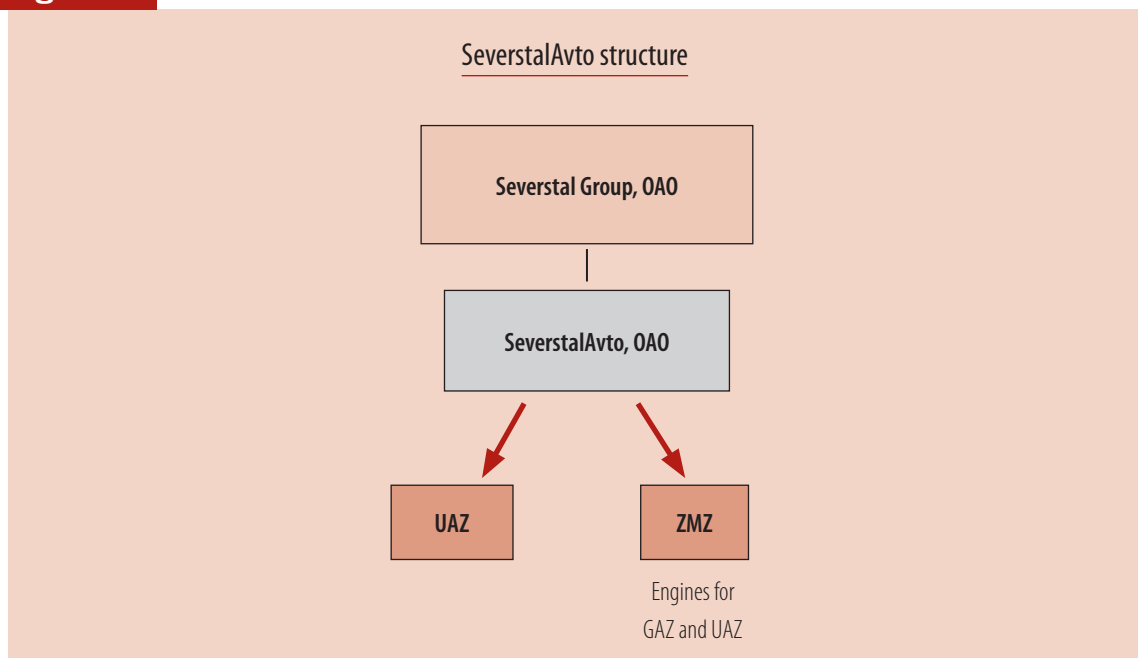 SeverstalAvto structure
Severstal Group, OAO
SeverstalAvto, OAO
UAZ
ZMZ
Engines for
GAZ and UAZ